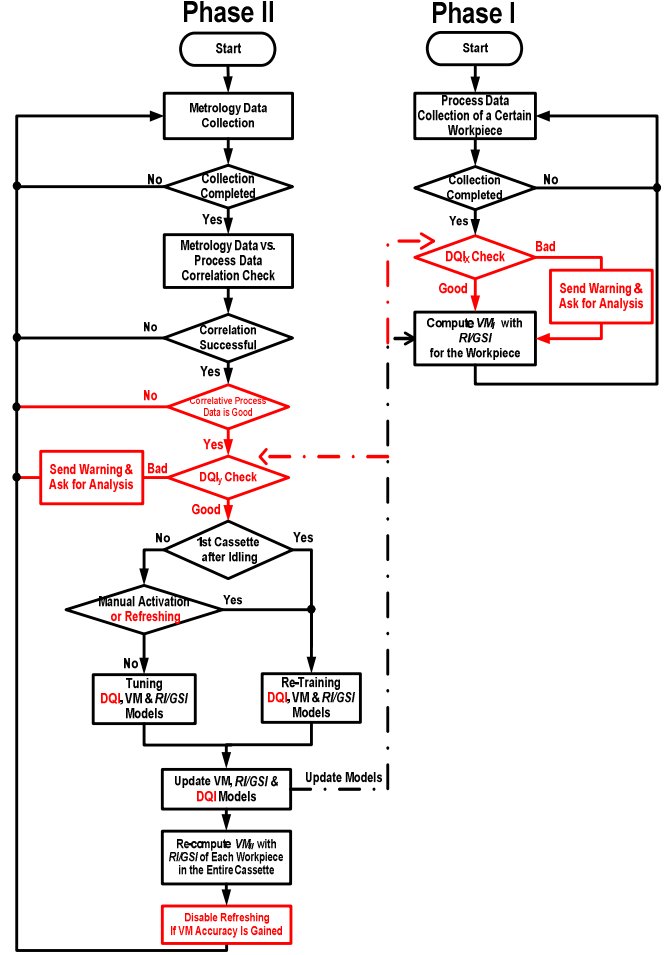 Phase II
Start
Metrology Data
Collection
Collection
Completed
No
Yes
Metrology Data vs.
Process Data
Correlation Check
Correlation
Successful
No
Yes
Correlative Process
Data is Good
No
Yes
DQIy Check
Bad
Send Warning &
Ask for Analysis
Good
1st Cassette
after Idling
No
Yes
Manual Activation
or Refreshing
Yes
No
Tuning
DQI, VM & RI/GSI
Models
Re-Training
DQI, VM & RI/GSI
Models
Update VM, RI/GSI &
DQI Models
Update Models
Re-compute VMII with
RI/GSI of Each Workpiece
in the Entire Cassette
Disable Refreshing
If VM Accuracy Is Gained
Phase I
Start
Process Data
Collection of a Certain
Workpiece
Collection
Completed
No
Yes
DQIX Check
Bad
Send Warning &
Ask for Analysis
Good
Compute VMI with
RI/GSI
for the Workpiece